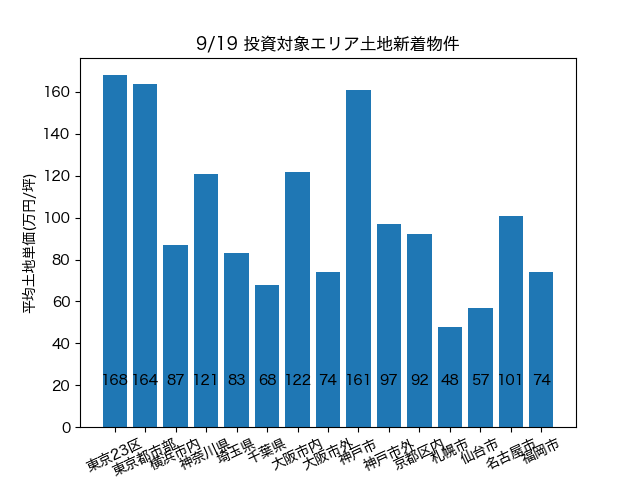 9/19 投資対象エリア土地新着物件
平均土地単価(万円/坪)
160
140
120
100
80
60
40
20
0
168 164 87 121 83 68 122 74 161 97 92 48 57 101 74
東京23区
東京都市部
横浜市内
神奈川県
埼玉県
千葉県
大阪市内
大阪市外
神戸市
神戸市外
京都区内
札幌市
仙台市
名古屋市
福岡市